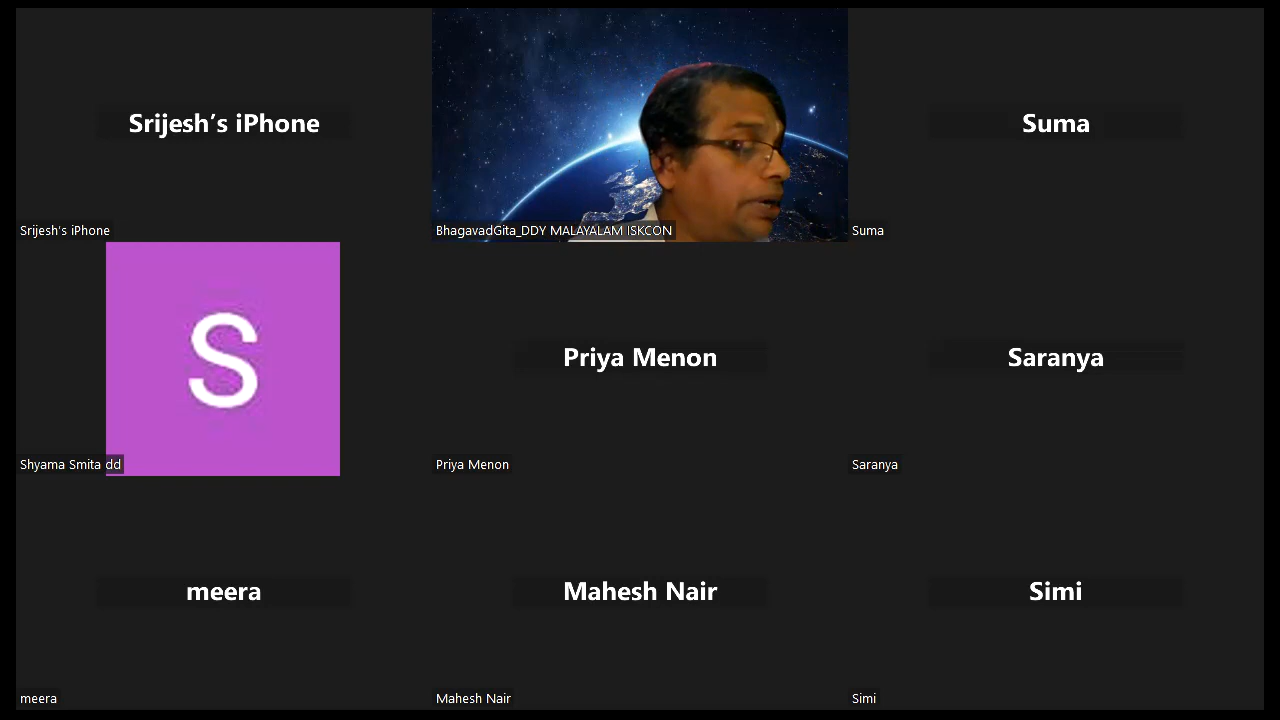 Srijesh’s iPhone
Suma
Srijesh's iPhone
BhagavadGita_DDY MALAYALAM ISKCON
Suma
S
Priya Menon
Saranya
Shyama Smita dd
Priya Menon
Saranya
meera
Mahesh Nair
Simi
meera
Mahesh Nair
Simi